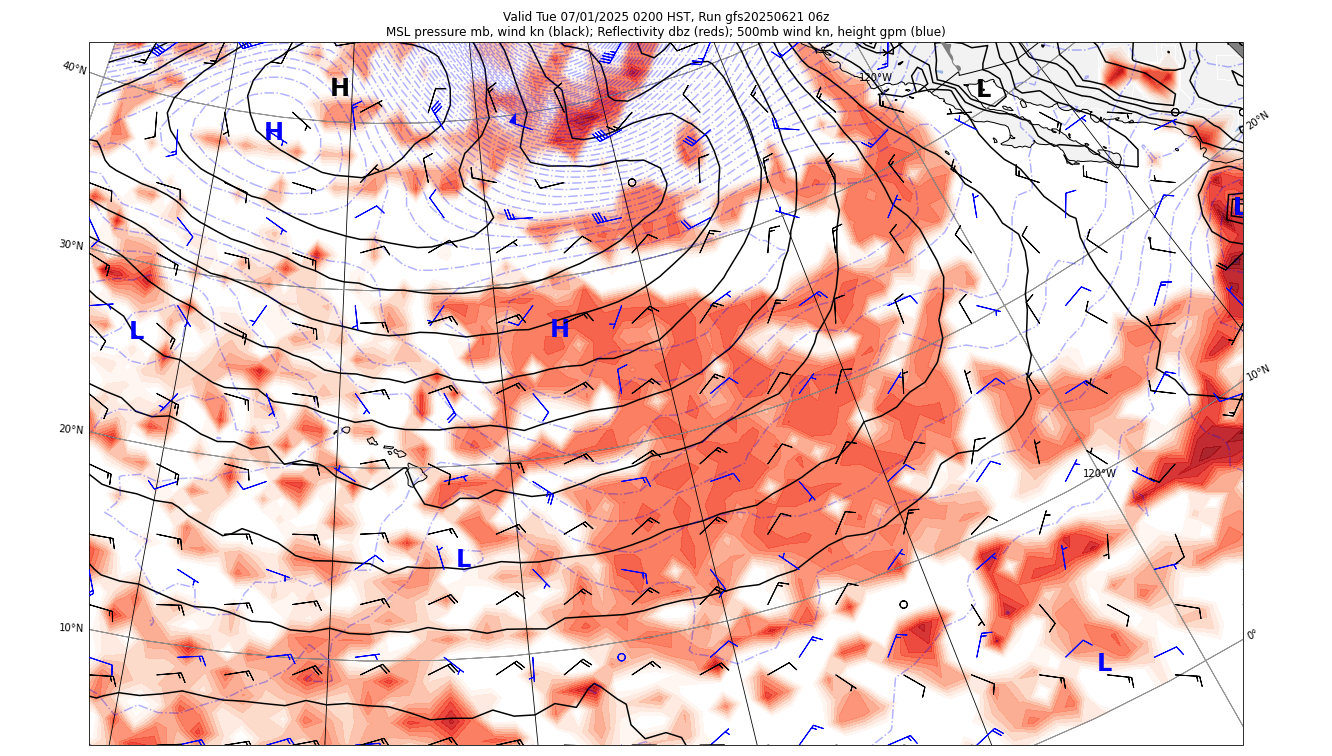 Valid Tue 07/01/2025 0200 HST, Run gfs20250621 06z
MSL pressure mb, wind kn (black); Reflectivity dbz (reds); 500mb wind kn, height gpm (blue)
40°N
120°W
20°N
H
L
H
L
30°N
L
H
10°N
20°N
120°W
L
10°N
0°
L